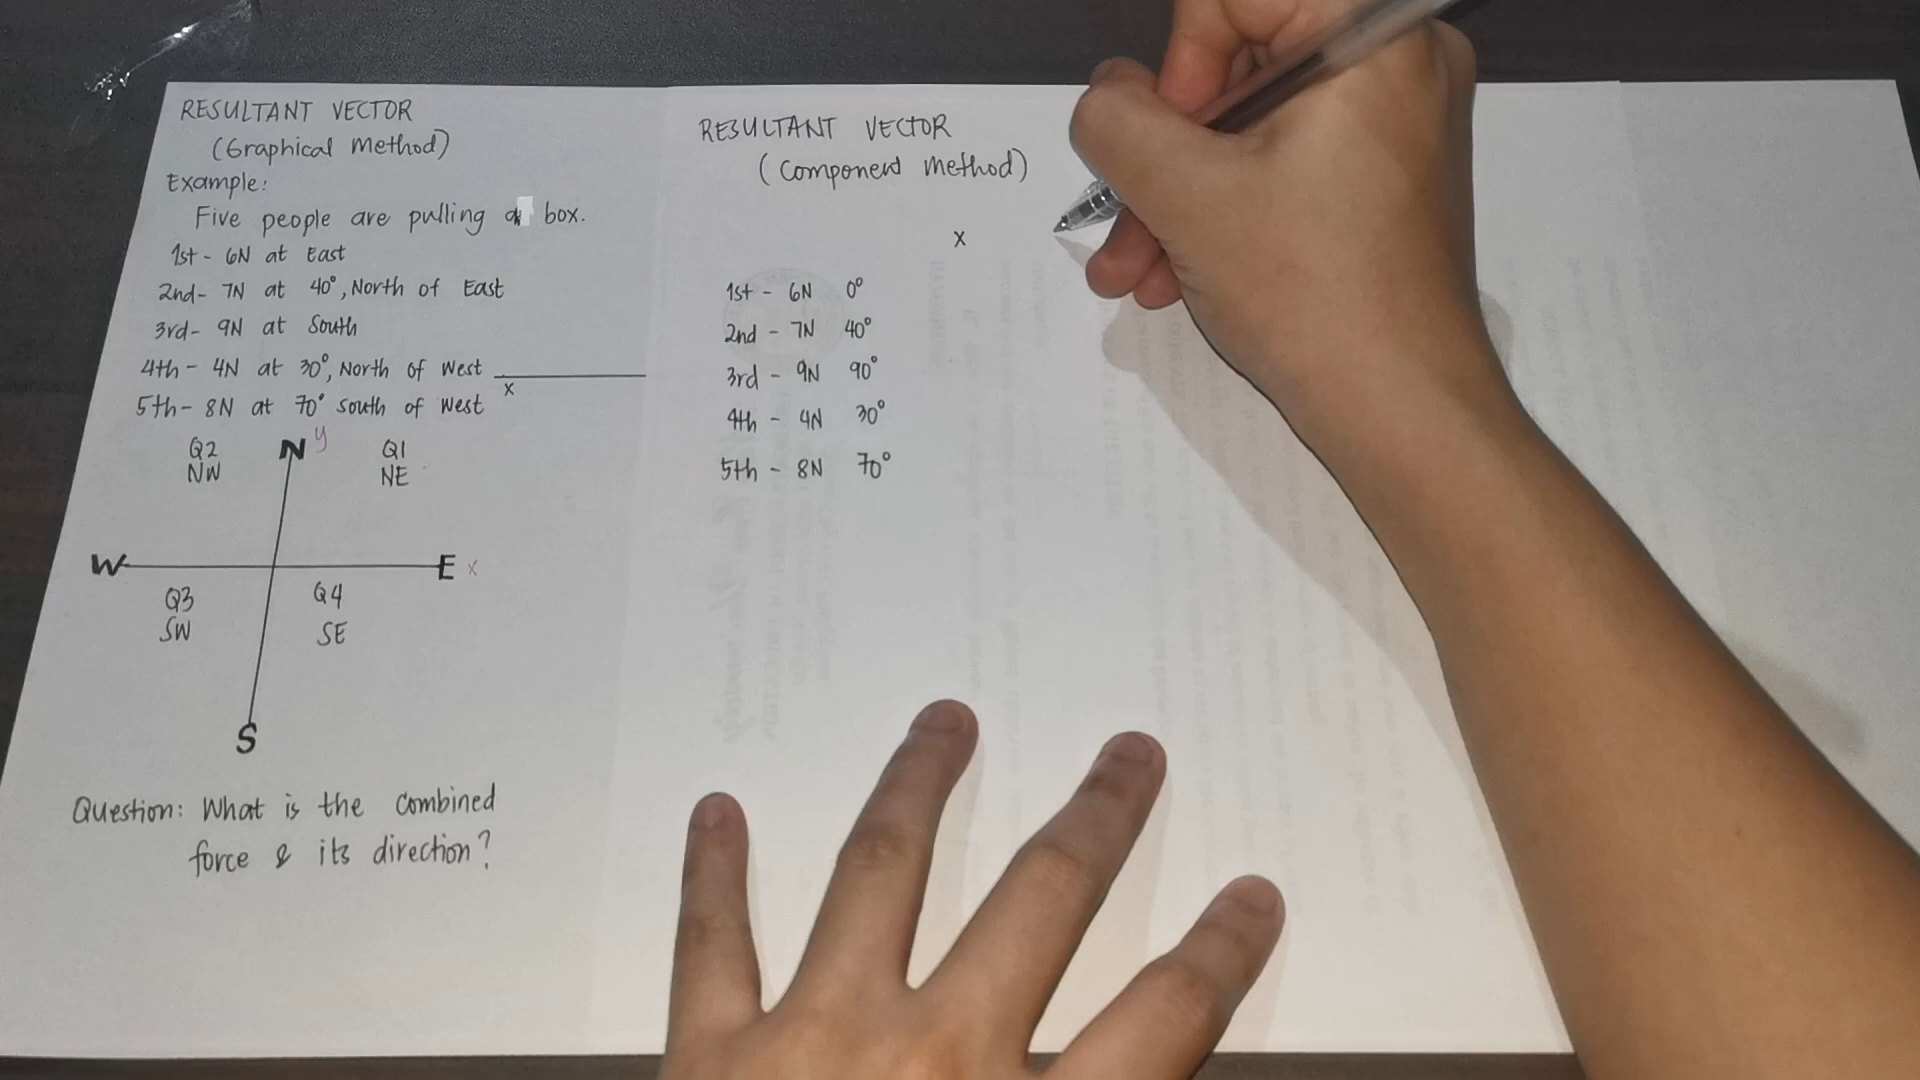 RESULTANT VECTOR
(Graphical Method)
Example:
Five people are pulling a box.
1st - 6N at East
2nd- 7N at 40°, North of East
3rd- 9N at South
4th - 4N at 30°, North of West
x
5th- 8N at 70° South of West
Q2
NW
N y
Q1
NE
W
E x
Q3
SW
Q4
SE
S
Question: What is the combined
force & its direction?
RESULTANT VECTOR
(Component Method)
x
1st - 6N 0°
2nd - 7N 40°
3rd - 9N 90°
4th - 4N 30°
5th - 8N 70°